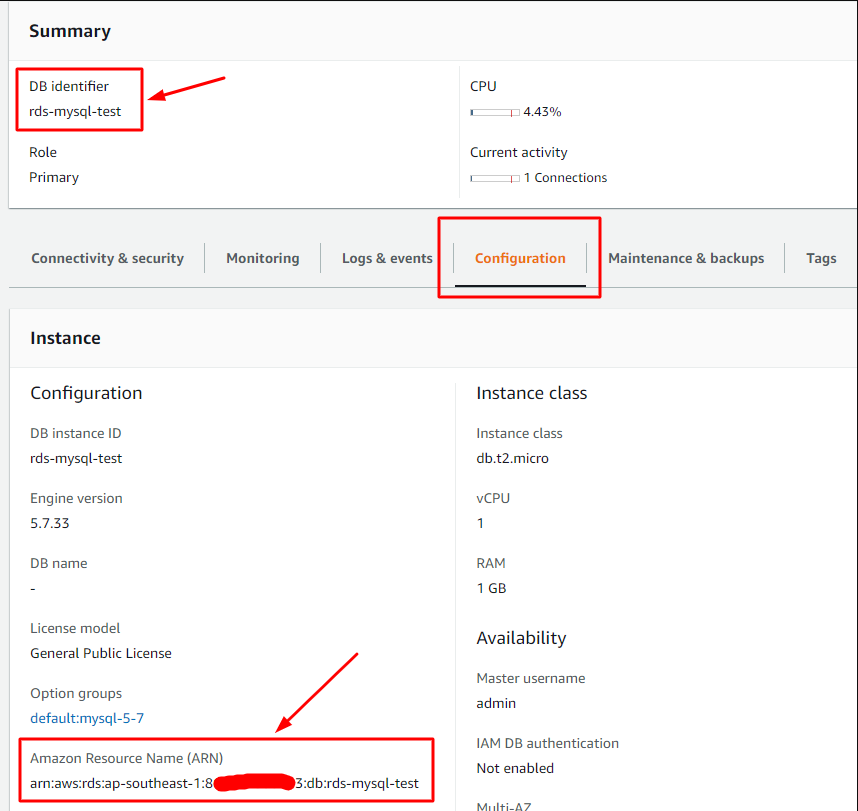 Summary
DB identifier
rds-mysql-test
Role
Primary
CPU
4.43%
Current activity
1 Connections
Connectivity & security
Monitoring
Logs & events
Configuration
Maintenance & backups
Tags
Instance
Configuration
DB instance ID
rds-mysql-test
Engine version
5.7.33
DB name
-
License model
General Public License
Option groups
default:mysql-5-7
Amazon Resource Name (ARN)
arn:aws:rds:ap-southeast-1:8 3:db:rds-mysql-test
Instance class
Instance class
db.t2.micro
vCPU
1
RAM
1 GB
Availability
Master username
admin
IAM DB authentication
Not enabled
Multi-AZ